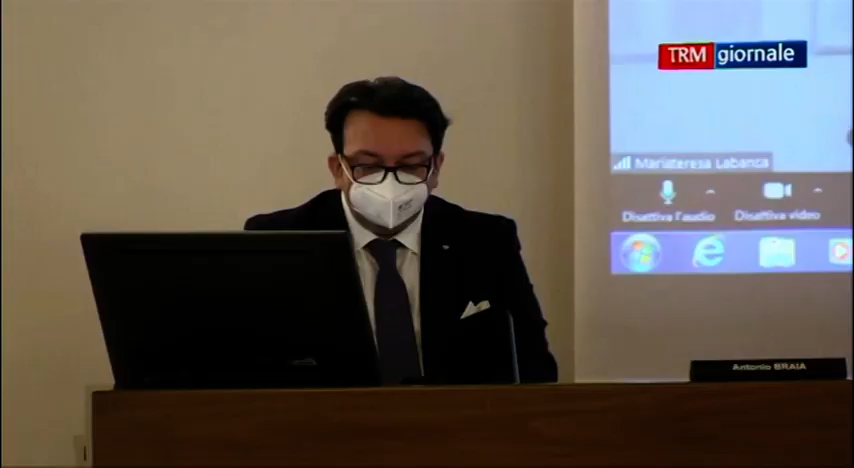 TRM giornale
Mariateresa Labanca
Disattiva l'audio
Disattiva video
Antonio BRAIA